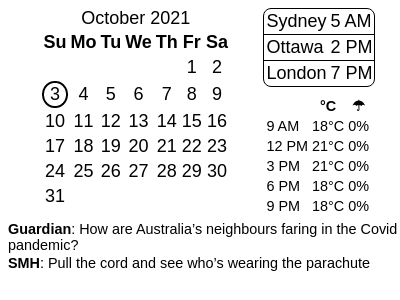 October 2021
Su Mo Tu We Th Fr Sa
1 2
3 4 5 6 7 8 9
10 11 12 13 14 15 16
17 18 19 20 21 22 23
24 25 26 27 28 29 30
31
Sydney 5 AM
Ottawa 2 PM
London 7 PM
°C ☂
9 AM 18°C 0%
12 PM 21°C 0%
3 PM 21°C 0%
6 PM 18°C 0%
9 PM 18°C 0%
Guardian: How are Australia’s neighbours faring in the Covid
pandemic?
SMH: Pull the cord and see who’s wearing the parachute